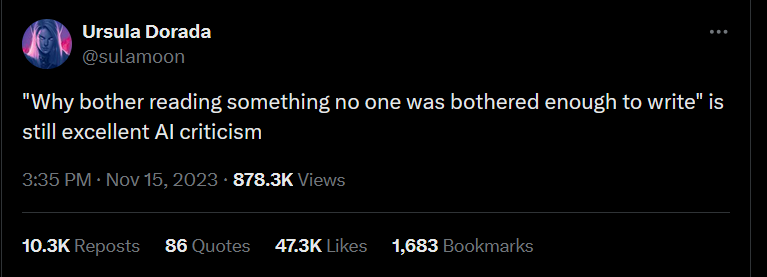 Ursula Dorada
@sulamoon
"Why bother reading something no one was bothered enough to write" is
still excellent AI criticism
3:35 PM · Nov 15, 2023 · 878.3K Views
10.3K Reposts 86 Quotes 47.3K Likes 1,683 Bookmarks